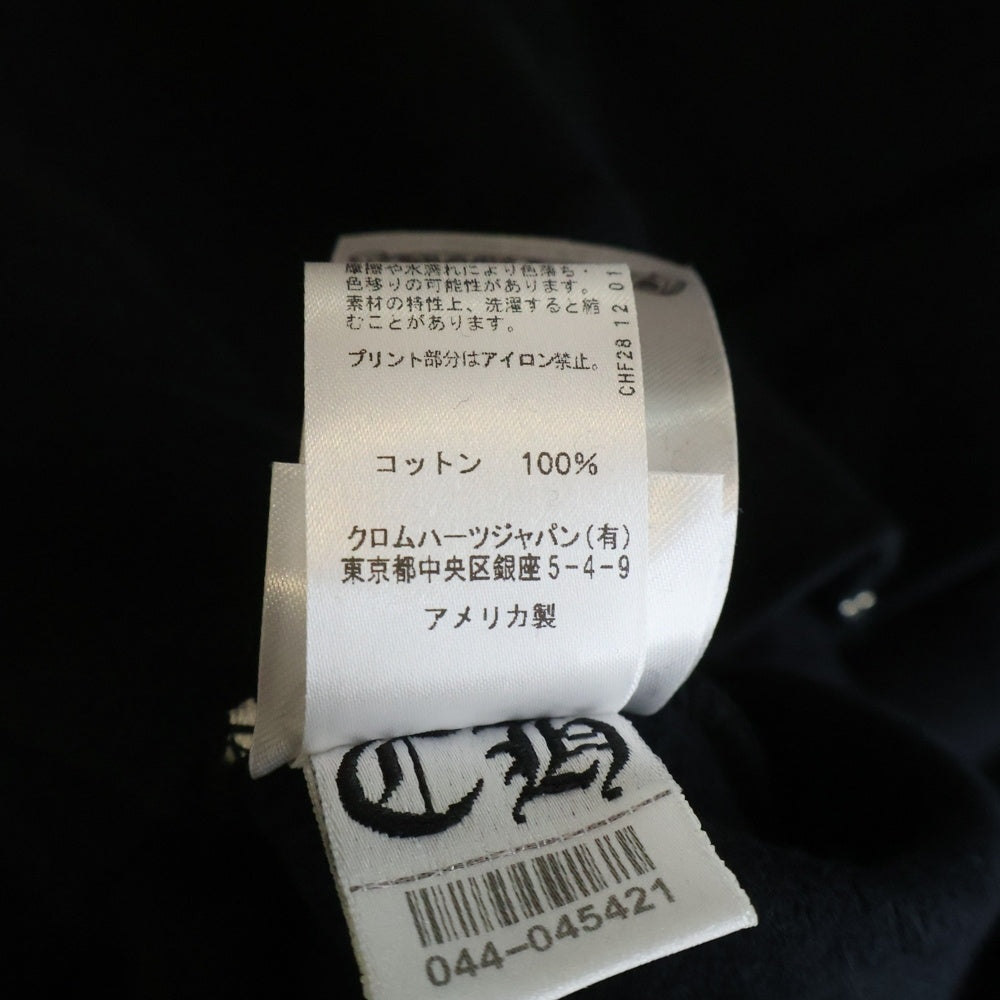 摩擦や水濡れにより色落ち・
色移りの可能性があります。
素材の特性上、洗濯すると縮
むことがあります。
プリント部分はアイロン禁止。
CHF28 12 01
コットン 100%
クロムハーツジャパン(有)
東京都中央区銀座5-4-9
アメリカ製
CH
044-045421